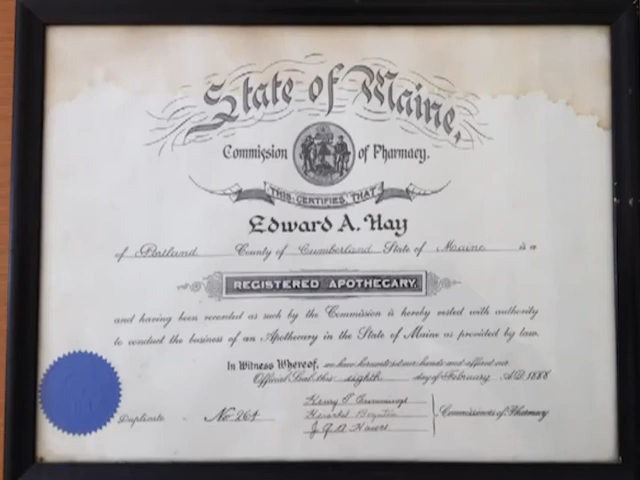 State of Maine,
Commission of Pharmacy.
THIS CERTIFIES THAT
Edward A. Hay
of Portland County of Cumberland State of Maine is a
REGISTERED APOTHECARY.
and having been recorded as such by the Commission is hereby vested with authority
to conduct the business of an Apothecary in the State of Maine as provided by law.
In Witness Whereof, we have hereunto set our hands and affixed our
Official Seal this eighth day of February A.D. 1888
Henry T. Cummings
Duplicate No 264 Boynton Commissioners of Pharmacy
J. Q. A. Hawes